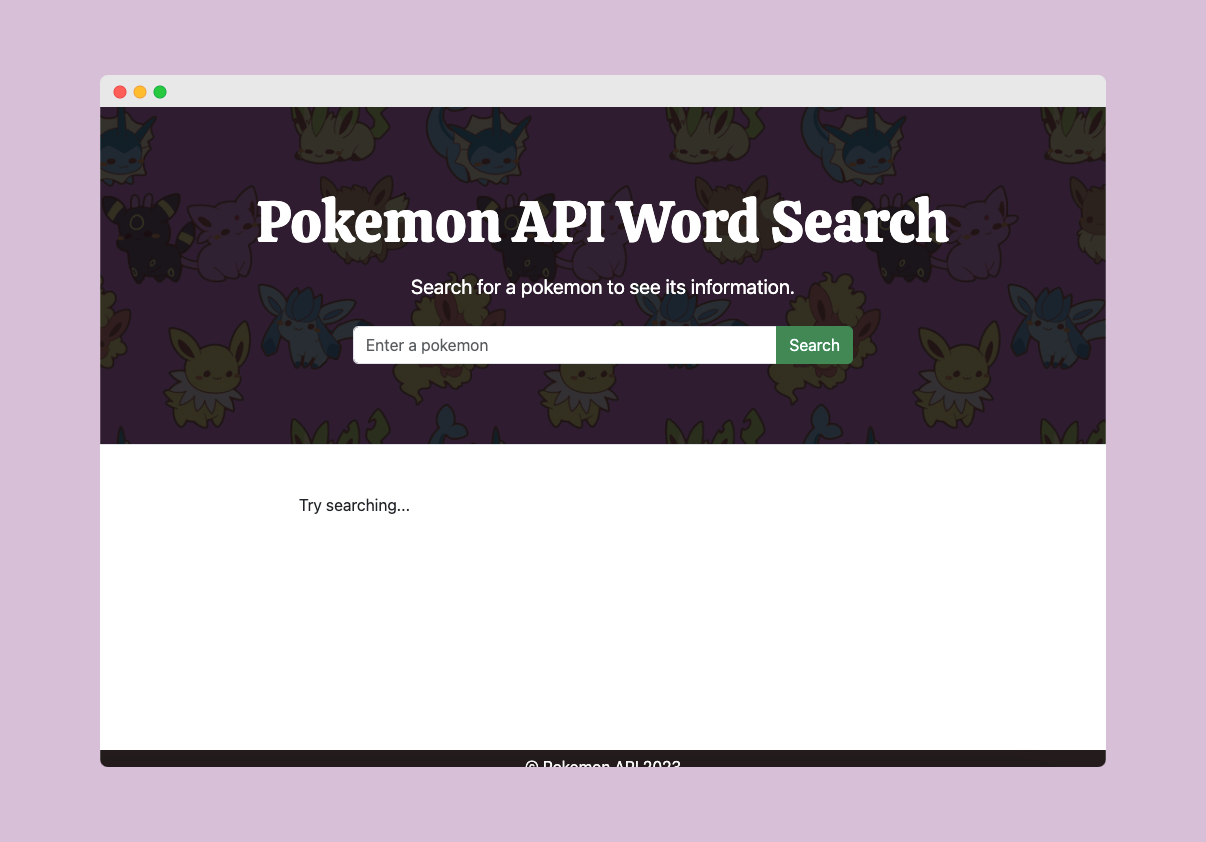 Pokemon API Word Search
Search for a pokemon to see its information.
Enter a pokemon
Search
Try searching...
© Pokemon API 2023